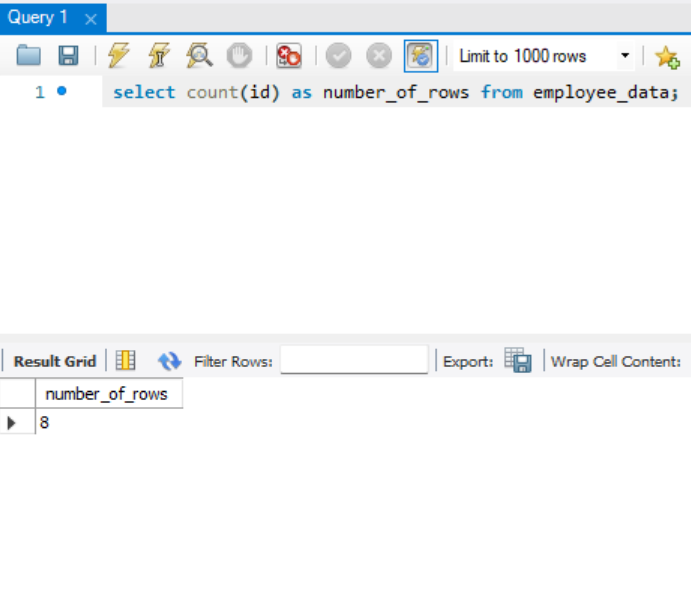 Query 1
Limit to 1000 rows
1 select count(id) as number_of_rows from employee_data;
Result Grid Filter Rows: Export: Wrap Cell Content:
number_of_rows
8